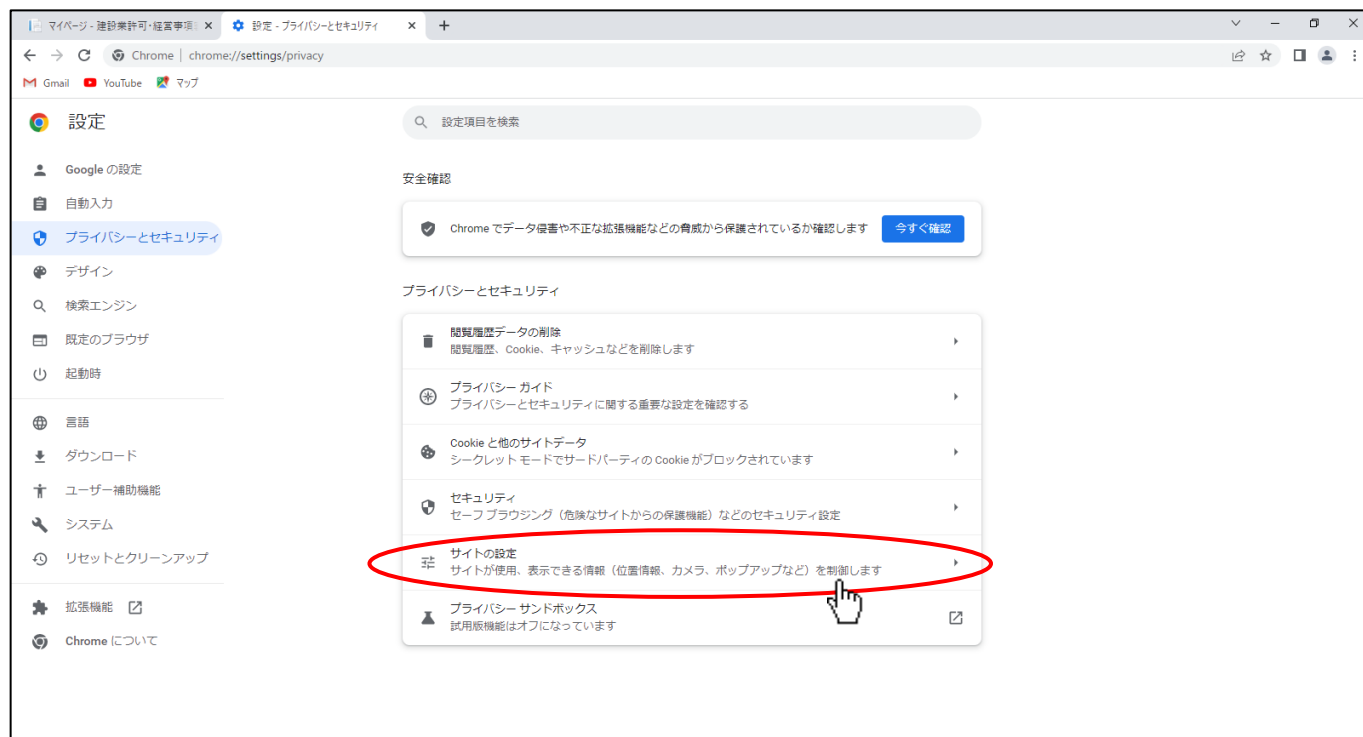 マイページ - 建設業許可・経営事項
設定 - プライバシーとセキュリティ
Chrome | chrome://settings/privacy
Gmail YouTube マップ
設定
設定項目を検索
Google の設定
自動入力
プライバシーとセキュリティ
デザイン
検索エンジン
既定のブラウザ
起動時
言語
ダウンロード
ユーザー補助機能
システム
リセットとクリーンアップ
拡張機能
Chrome について
安全確認
Chrome でデータ侵害や不正な拡張機能などの脅威から保護されているか確認します
今すぐ確認
プライバシーとセキュリティ
閲覧履歴データの削除
閲覧履歴、Cookie、キャッシュなどを削除します
プライバシー ガイド
プライバシーとセキュリティに関する重要な設定を確認する
Cookie と他のサイトデータ
シークレット モードでサードパーティの Cookie がブロックされています
セキュリティ
セーフ ブラウジング（危険なサイトからの保護機能）などのセキュリティ設定
サイトの設定
サイトが使用、表示できる情報（位置情報、カメラ、ポップアップなど）を制御します
プライバシー サンドボックス
試用版機能はオフになっています